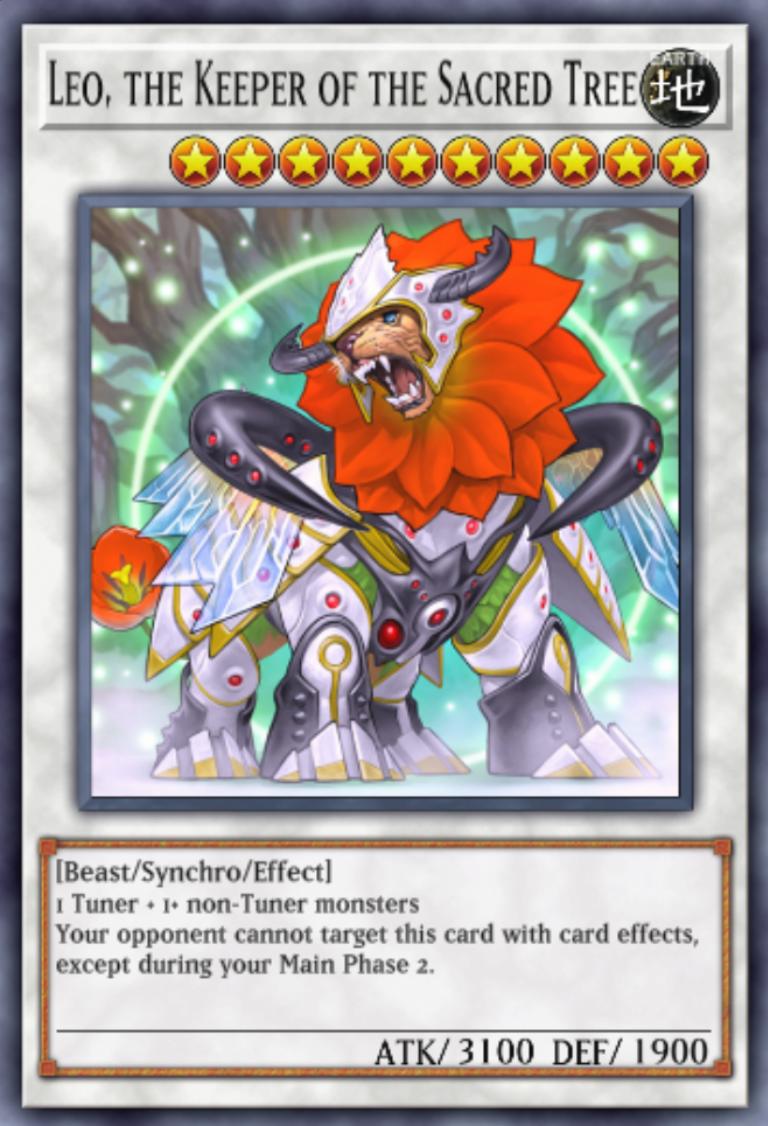 Leo, the Keeper of the Sacred Tree
EARTH
地
[Beast/Synchro/Effect]
1 Tuner + 1+ non-Tuner monsters
Your opponent cannot target this card with card effects,
except during your Main Phase 2.
ATK/ 3100 DEF/ 1900